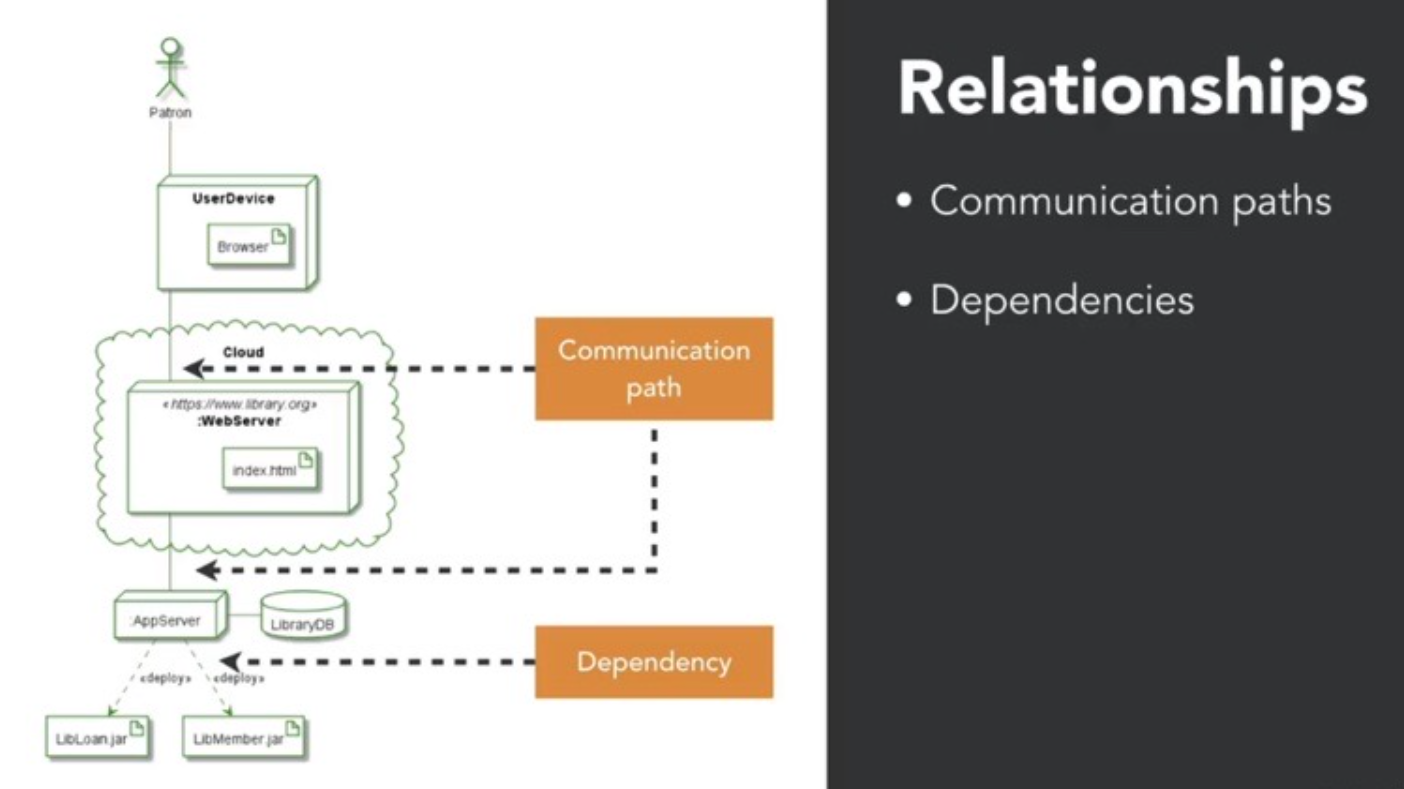 Relationships
• Communication paths
• Dependencies
Patron
UserDevice
Browser
Cloud
«https://www.library.org»
:WebServer
index.html
Communication
path
:AppServer
LibraryDB
Dependency
«deploy»
«deploy»
LibLoan.jar
LibMember.jar